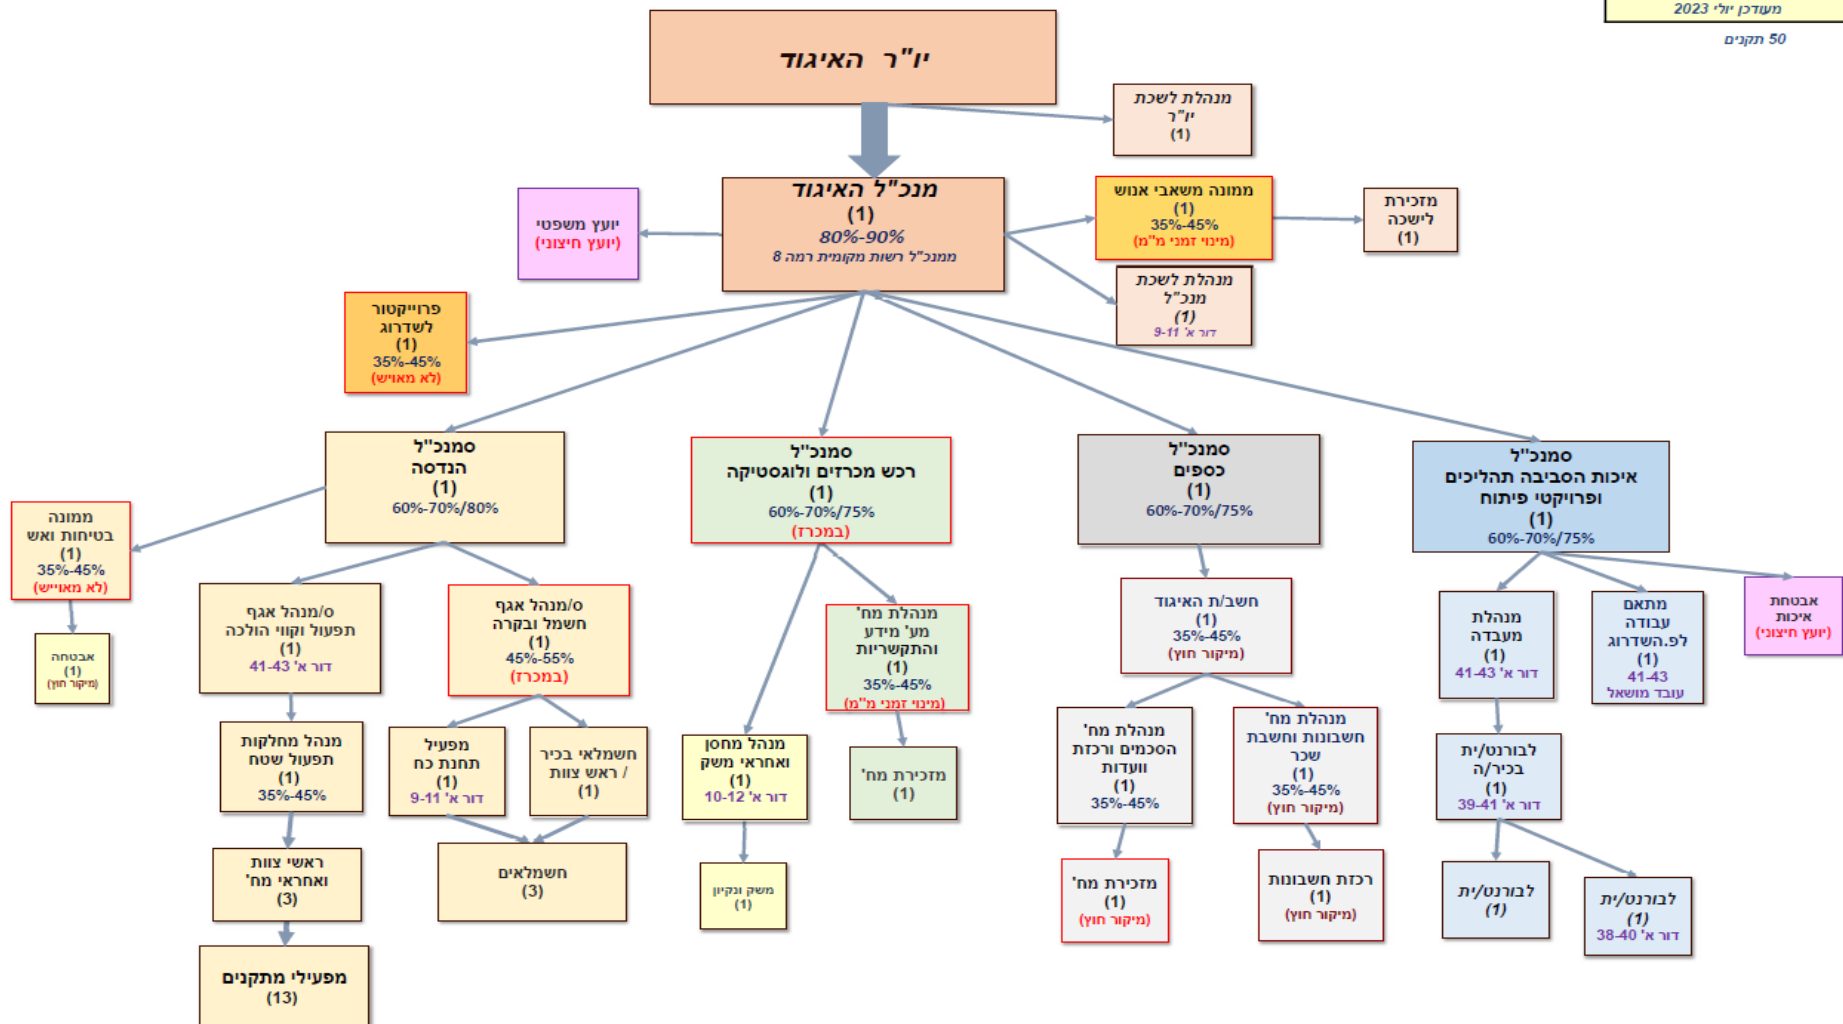 מעודכן יולי 2023
50 תקנים
יו"ר האיגוד
מנהלת לשכת
יו"ר
(1)
מנכ"ל האיגוד
(1)
80%-90%
ממנכ"ל רשות מקומית רמה 8
יועץ משפטי
(יועץ חיצוני)
ממונה משאבי אנוש
(1)
35%-45%
(מינוי זמני מ"מ)
מזכירת
לישכה
(1)
מנהלת לשכת
מנכ"ל
(1)
דור א' 9-11
פרוייקטור
לשדרוג
(1)
35%-45%
(לא מאויש)
סמנכ"ל
איכות הסביבה תהליכים
ופרויקטי פיתוח
(1)
60%-70%/75%
סמנכ"ל
כספים
(1)
60%-70%/75%
סמנכ"ל
רכש מכרזים ולוגסטיקה
(1)
60%-70%/75%
(במכרז)
סמנכ"ל
הנדסה
(1)
60%-70%/80%
ממונה
בטיחות ואש
(1)
35%-45%
(לא מאוייש)
אבטחה
(1)
(מיקור חוץ)
אבטחת
איכות
(יועץ חיצוני)
מתאם
עבודה
לפ.השדרוג
(1)
41-43
עובד מושאל
מנהלת
מעבדה
(1)
דור א' 41-43
לבורנט/ית
בכיר/ה
(1)
דור א' 39-41
לבורנט/ית
(1)
דור א' 38-40
לבורנט/ית
(1)
חשב/ת האיגוד
(1)
35%-45%
(מיקור חוץ)
מנהלת מח'
חשבונות וחשבת
שכר
(1)
35%-45%
(מיקור חוץ)
רכזת חשבונות
(1)
(מיקור חוץ)
מנהלת מח'
הסכמים ורכזת
וועדות
(1)
35%-45%
מזכירת מח'
(1)
(מיקור חוץ)
מנהלת מח'
מע' מידע
והתקשריות
(1)
35%-45%
(מינוי זמני מ"מ)
מזכירת מח'
(1)
מנהל מחסן
ואחראי משק
(1)
דור א' 10-12
משק ונקיון
(1)
ס/מנהל אגף
חשמל ובקרה
(1)
45%-55%
(במכרז)
חשמלאי בכיר
/ ראש צוות
(1)
מפעיל
תחנת כח
(1)
דור א' 9-11
חשמלאים
(3)
ס/מנהל אגף
תפעול וקווי הולכה
(1)
דור א' 41-43
מנהל מחלקות
תפעול שטח
(1)
35%-45%
ראשי צוות
ואחראי מח'
(3)
מפעילי מתקנים
(13)